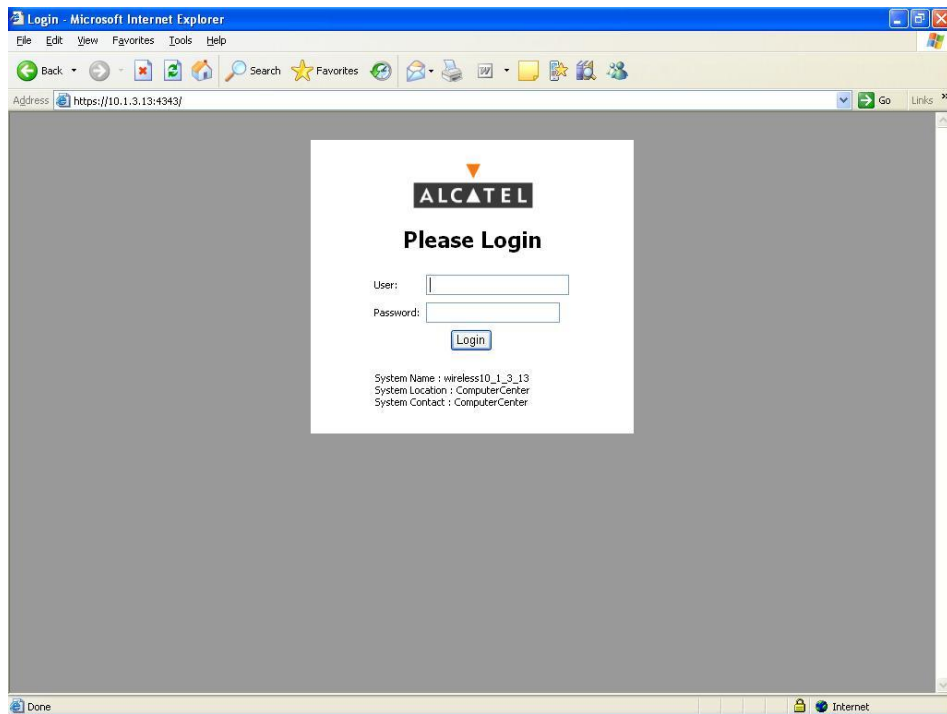 Login - Microsoft Internet Explorer
File Edit View Favorites Tools Help
Back Search Favorites
Address https://10.1.3.13:4343/ Go Links »
ALCATEL
Please Login
User:
Password:
Login
System Name : wireless10_1_3_13
System Location : ComputerCenter
System Contact : ComputerCenter
Done Internet